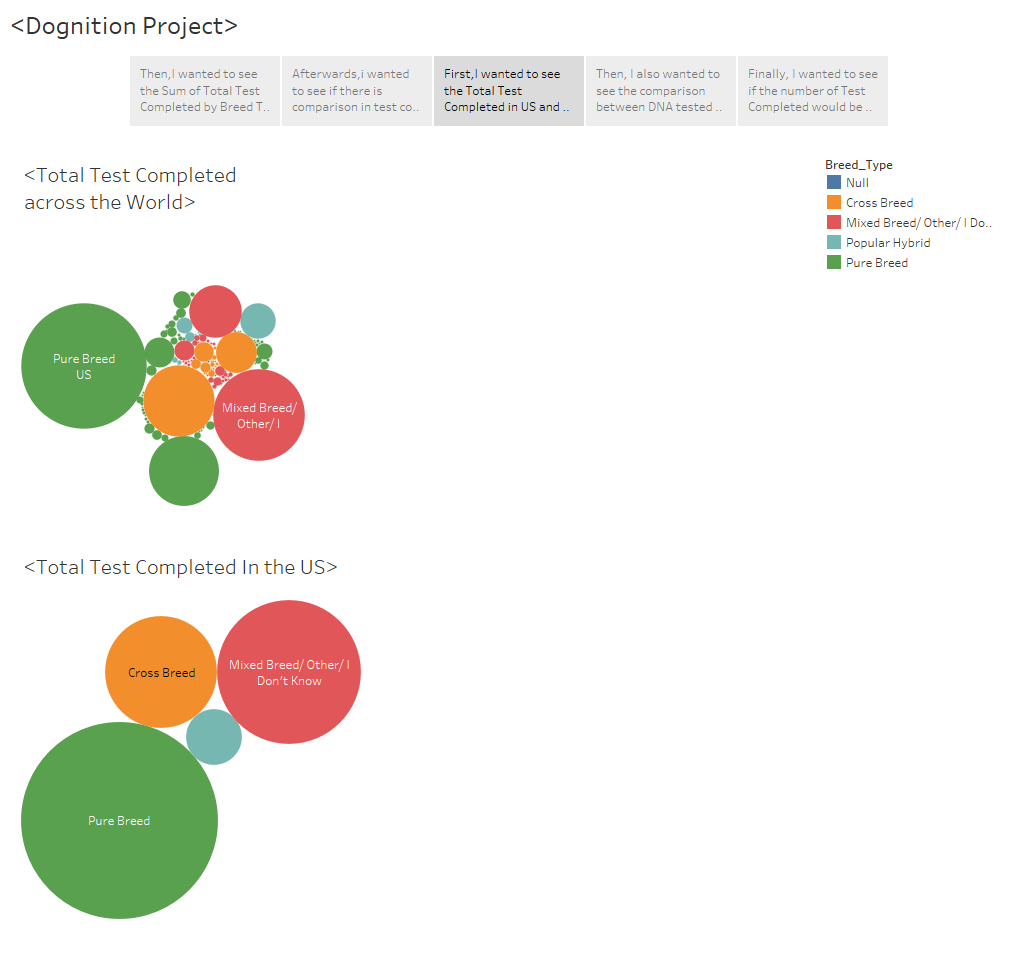 <Dognition Project>
Then,I wanted to see
the Sum of Total Test
Completed by Breed T..
Afterwards,i wanted
to see if there is
comparison in test co..
First,I wanted to see
the Total Test
Completed in US and ..
Then, I also wanted to
see the comparison
between DNA tested ..
Finally, I wanted to see
if the number of Test
Completed would be ..
<Total Test Completed
across the World>
Breed_Type
Null
Cross Breed
Mixed Breed/ Other/ I Do..
Popular Hybrid
Pure Breed
Pure Breed
US
Mixed Breed/
Other/ I
<Total Test Completed In the US>
Cross Breed
Mixed Breed/ Other/ I
Don't Know
Pure Breed